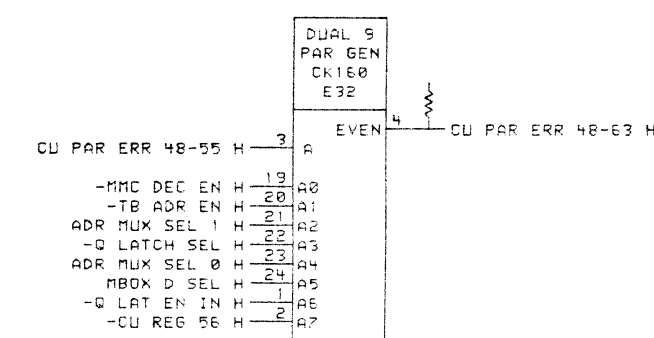 DUAL 9
PAR GEN
CK160
E32
EVEN 4 CU PAR ERR 48-63 H
CU PAR ERR 48-55 H 3 A
-MMC DEC EN H 19 A0
-TB ADR EN H 20 A1
ADR MUX SEL 1 H 21 A2
-Q LATCH SEL H 22 A3
ADR MUX SEL 0 H 23 A4
MBOX D SEL H 24 A5
-Q LAT EN IN H 1 A6
-CU REG 56 H 2 A7